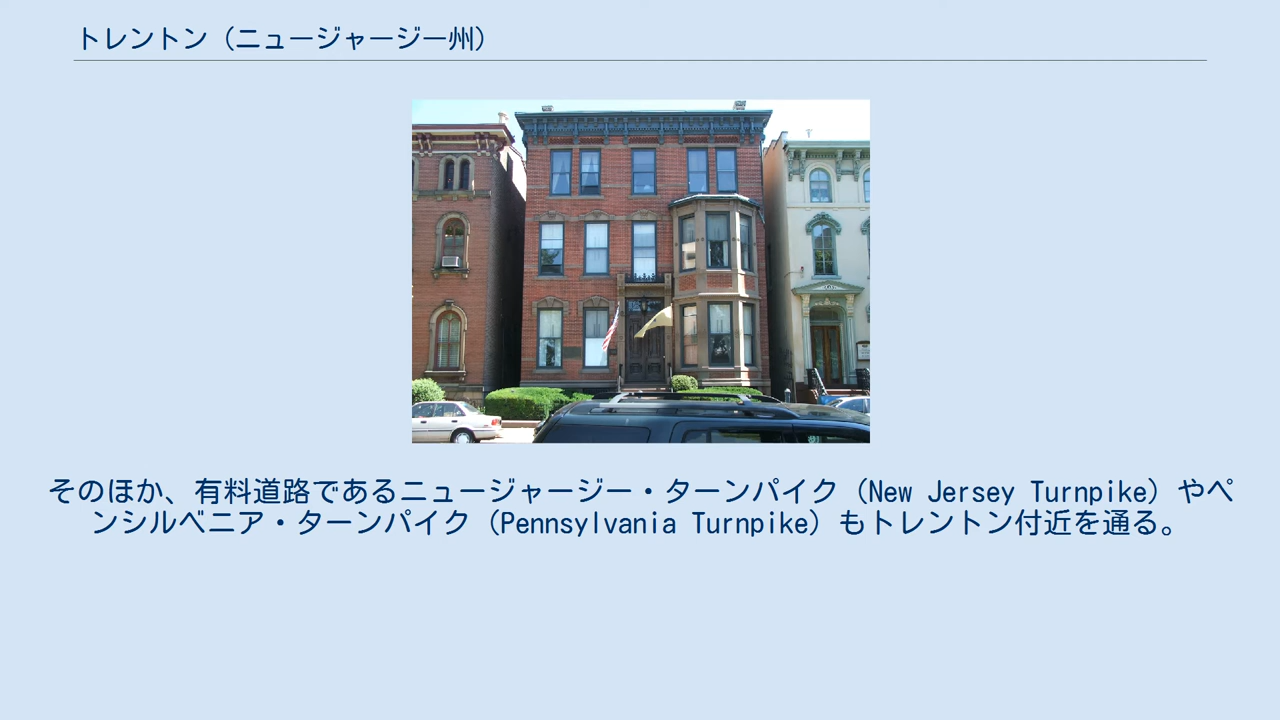 トレントン（ニュージャージー州）
そのほか、有料道路であるニュージャージー・ターンパイク（New Jersey Turnpike）やペ
ンシルベニア・ターンパイク（Pennsylvania Turnpike）もトレントン付近を通る。